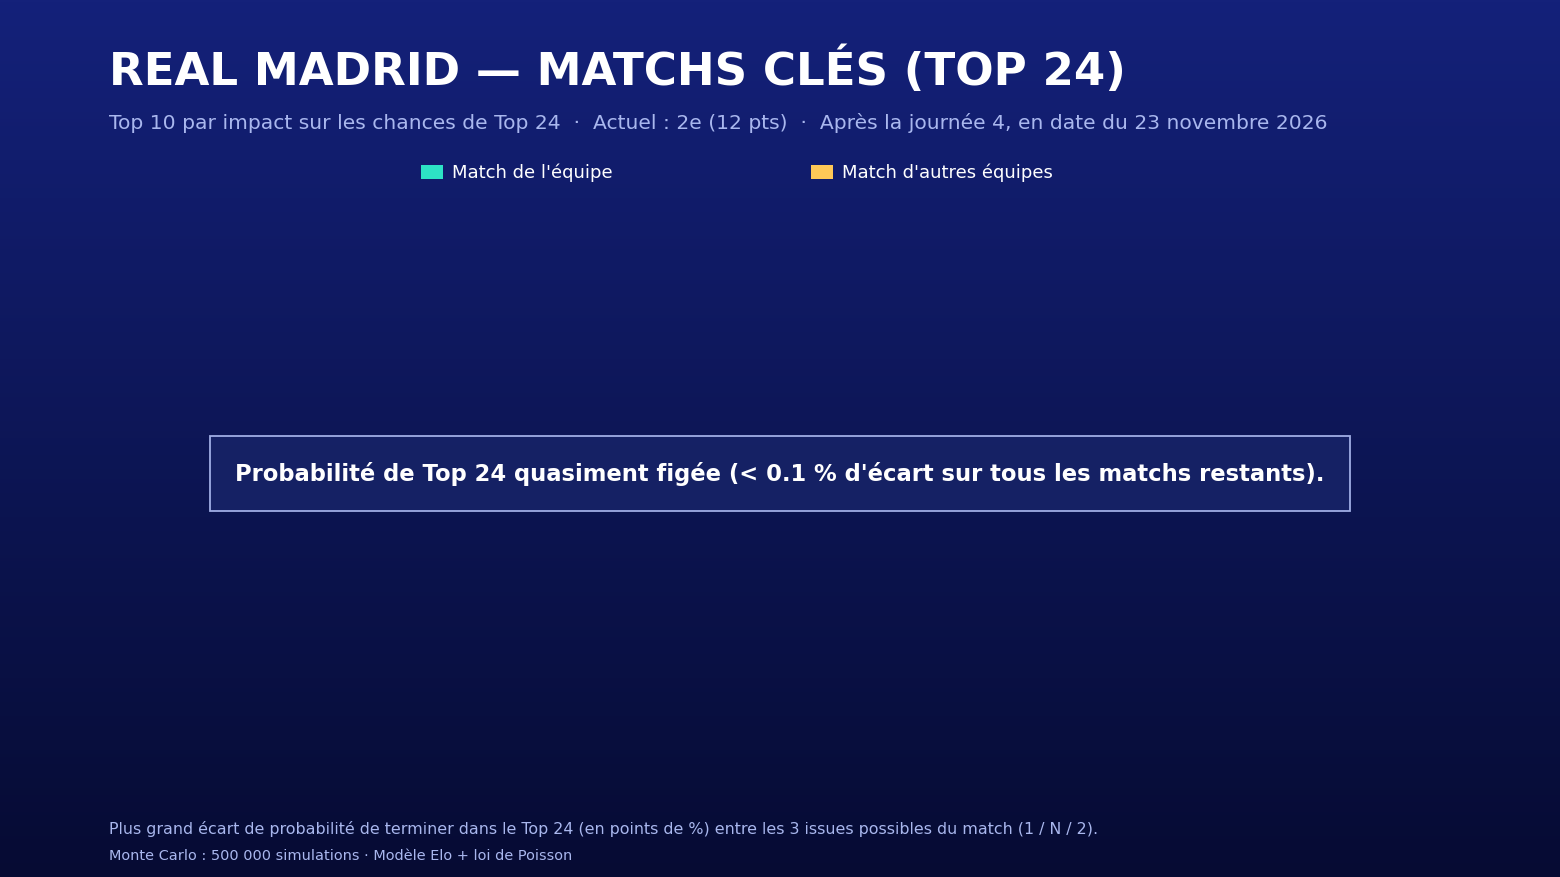 REAL MADRID — MATCHS CLÉS (TOP 24)
Top 10 par impact sur les chances de Top 24 · Actuel : 2e (12 pts) · Après la journée 4, en date du 23 novembre 2026
Match de l'équipe
Match d'autres équipes
Probabilité de Top 24 quasiment figée (< 0.1 % d'écart sur tous les matchs restants).
Plus grand écart de probabilité de terminer dans le Top 24 (en points de %) entre les 3 issues possibles du match (1 / N / 2).
Monte Carlo : 500 000 simulations · Modèle Elo + loi de Poisson